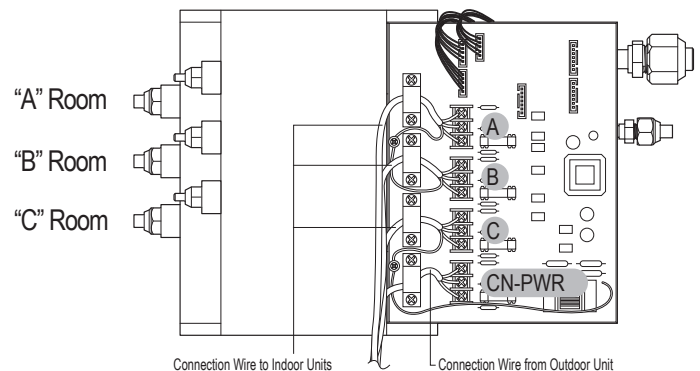 “A” Room
“B” Room
“C” Room
A
B
C
CN-PWR
Connection Wire to Indoor Units
Connection Wire from Outdoor Unit